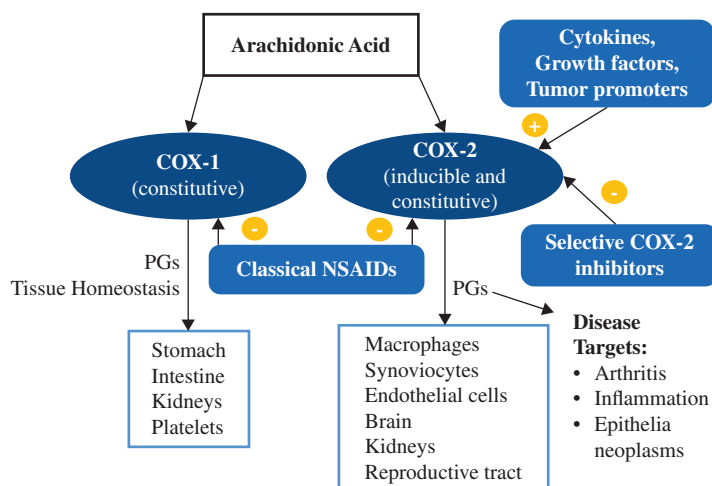 Arachidonic Acid
Cytokines,
Growth factors,
Tumor promoters
+
COX-1
(constitutive)
COX-2
(inducible and
constitutive)
-
-
-
Classical NSAIDs
Selective COX-2
inhibitors
PGs
Tissue Homeostasis
PGs
Stomach
Intestine
Kidneys
Platelets
Macrophages
Synoviocytes
Endothelial cells
Brain
Kidneys
Reproductive tract
Disease
Targets:
• Arthritis
• Inflammation
• Epithelia
neoplasms